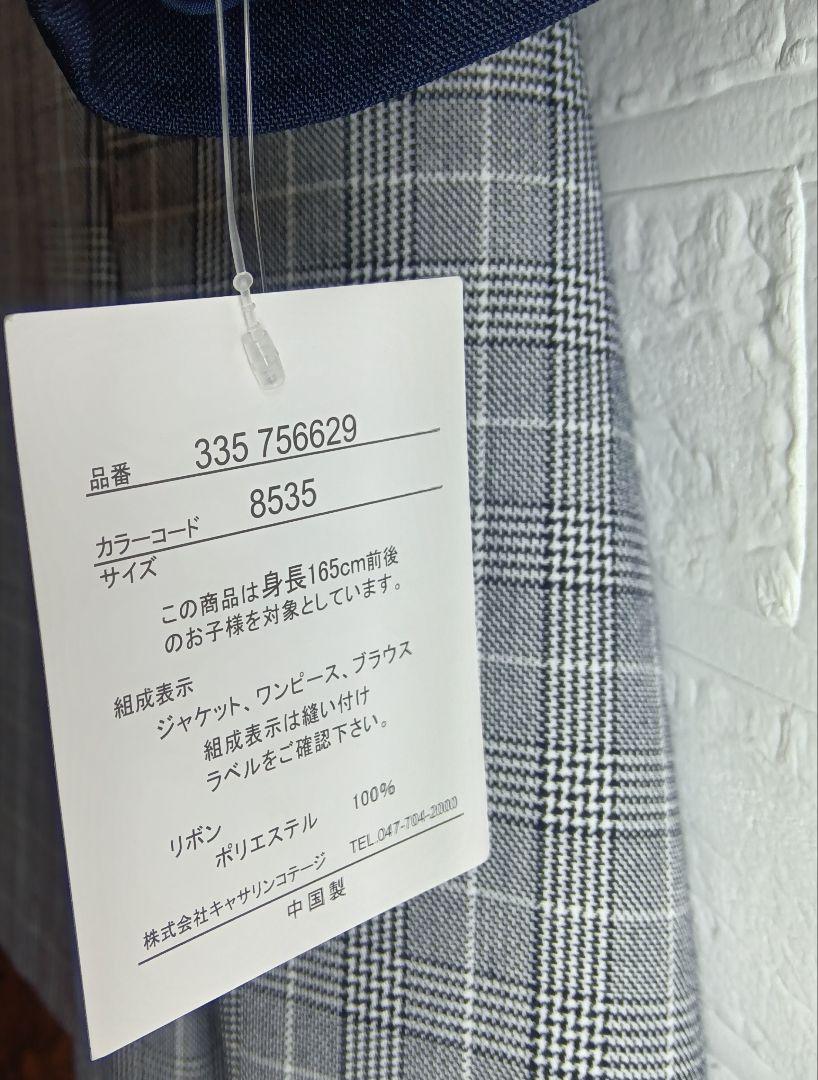 品番 335 756629
カラーコード 8535
サイズ
この商品は身長165cm前後
のお子様を対象としています。
組成表示
ジャケット、ワンピース、ブラウス
組成表示は縫い付け
ラベルをご確認下さい。
リボン
ポリエステル 100%
株式会社キャサリンコテージ TEL.047-704-2000
中国製